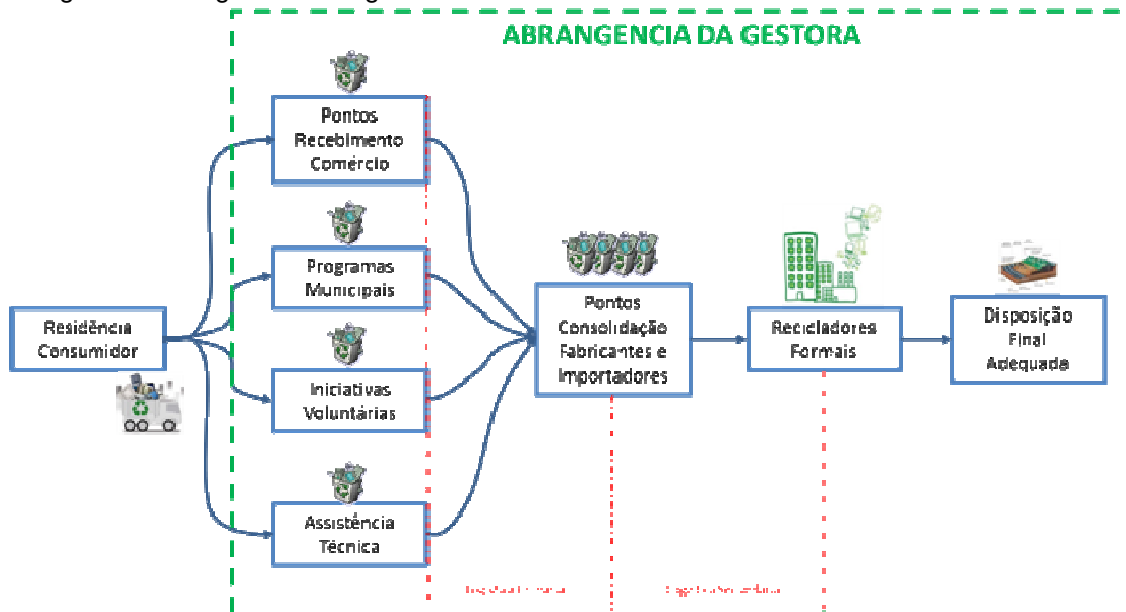 ABRANGENCIA DA GESTORA
Pontos
Recebimento
Comércio
Programas
Municipais
Residência
Consumidor
Iniciativas
Voluntárias
Assistência
Técnica
Pontos
Consolidação
Fabricantes e
Importadores
Recicladores
Formais
Disposição
Final
Adequada